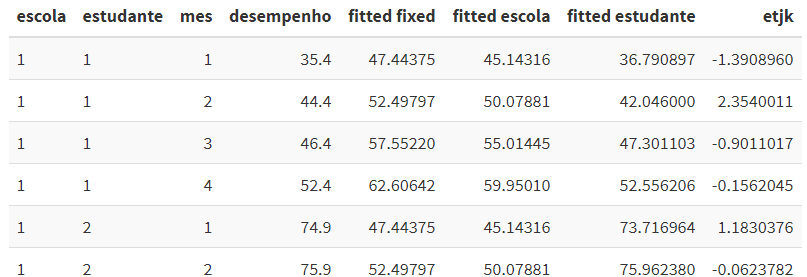 escola estudante mes desempenho fitted fixed fitted escola fitted estudante etjk
1 1 1 35.4 47.44375 45.14316 36.790897 -1.3908960
1 1 2 44.4 52.49797 50.07881 42.046000 2.3540011
1 1 3 46.4 57.55220 55.01445 47.301103 -0.9011017
1 1 4 52.4 62.60642 59.95010 52.556206 -0.1562045
1 2 1 74.9 47.44375 45.14316 73.716964 1.1830376
1 2 2 75.9 52.49797 50.07881 75.962380 -0.0623782